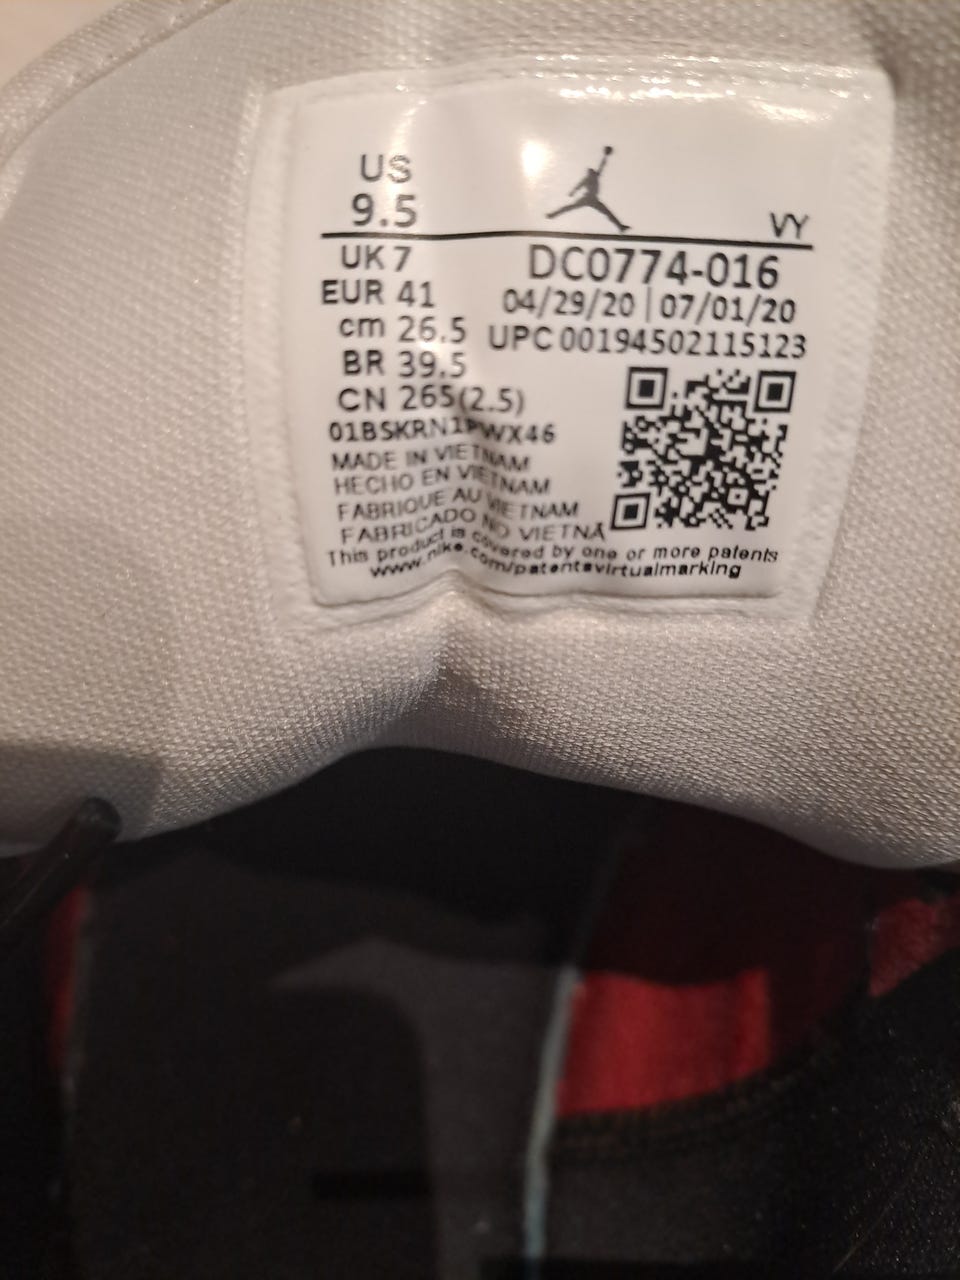 US
9.5
VY
UK 7
DC0774-016
EUR 41
04/29/20 | 07/01/20
cm 26.5
UPC 00194502115123
BR 39.5
CN 265(2.5)
01BSKRN1PWX46
MADE IN VIETNAM
HECHO EN VIETNAM
FABRIQUE AU VIETNAM
FABRICADO NO VIETNÃ
This product is covered by one or more patents
www.nike.com/patentsvirtualmarking